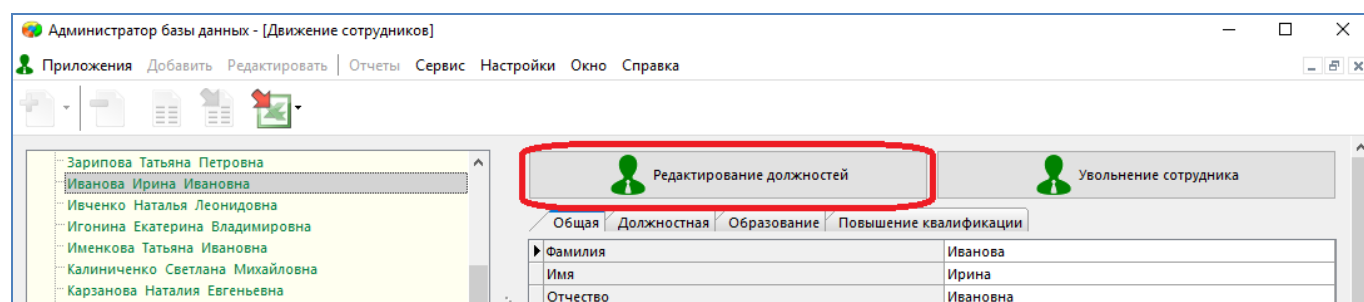 Администратор базы данных - [Движение сотрудников]
Приложения Добавить Редактировать Отчеты Сервис Настройки Окно Справка
Зарипова Татьяна Петровна
Иванова Ирина Ивановна
Ивченко Наталья Леонидовна
Игонина Екатерина Владимировна
Именкова Татьяна Ивановна
Калиниченко Светлана Михайловна
Карзанова Наталия Евгеньевна
Редактирование должностей
Увольнение сотрудника
Общая Должностная Образование Повышение квалификации
Фамилия Иванова
Имя Ирина
Отчество Ивановна